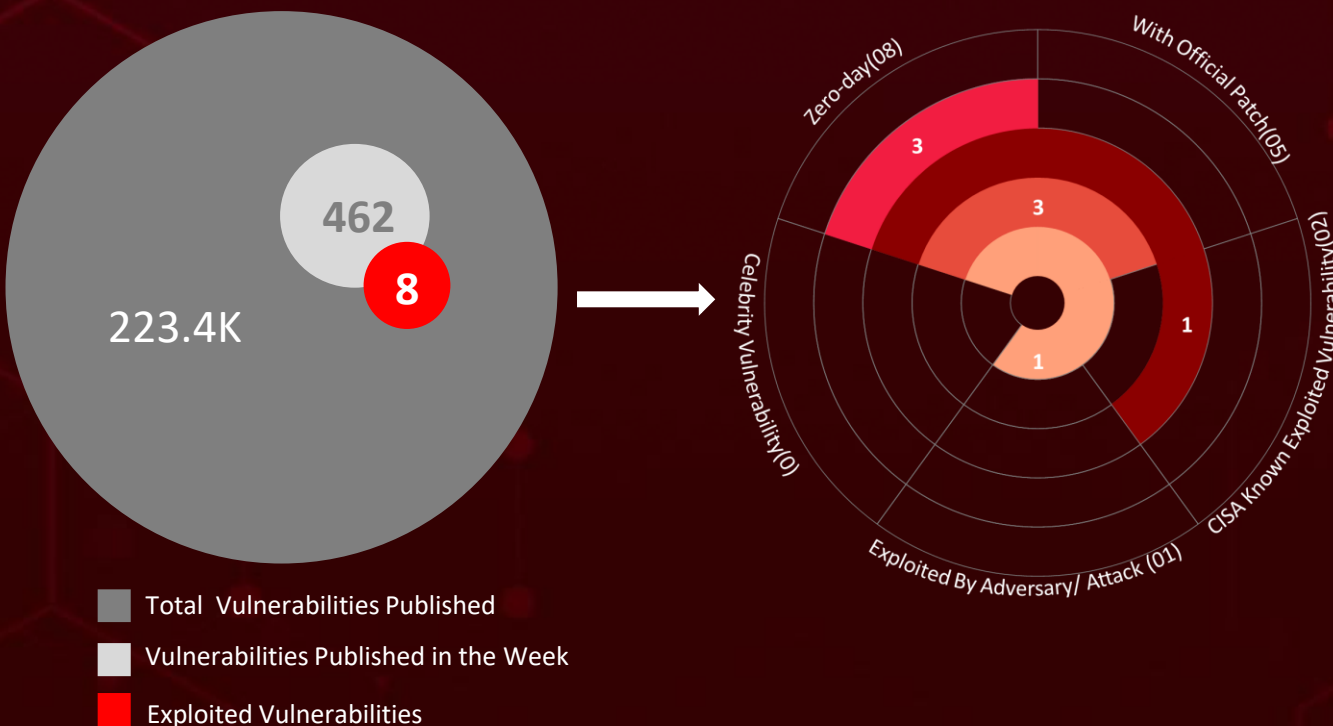 223.4K
462
8
Total Vulnerabilities Published
Vulnerabilities Published in the Week
Exploited Vulnerabilities
Zero-day(08)
With Official Patch(05)
CISA Known Exploited Vulnerability(02)
Exploited By Adversary/ Attack (01)
Celebrity Vulnerability(0)
3
3
1
1